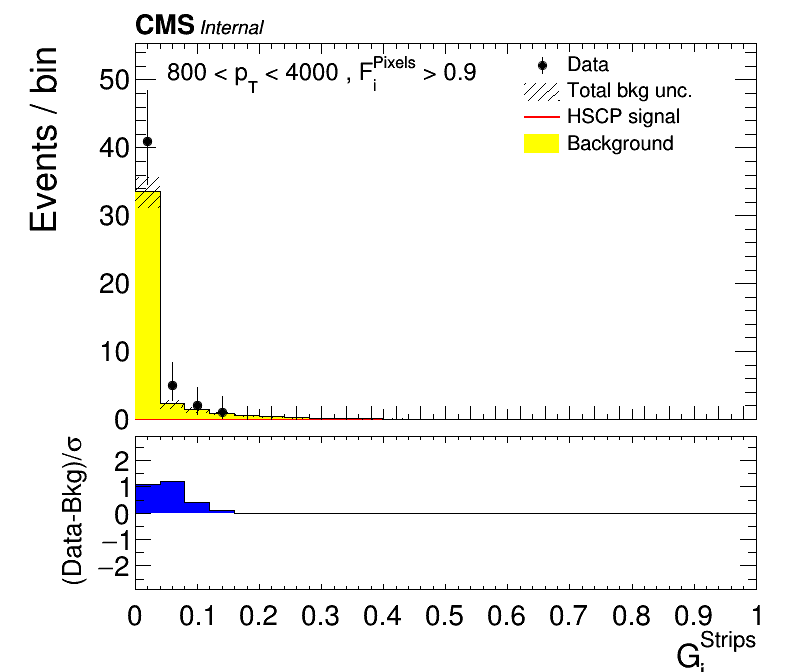 CMS Internal
800 < p_T < 4000 , F_i^Pixels > 0.9
Data
Total bkg unc.
HSCP signal
Background
Events / bin
50
40
30
20
10
0
(Data-Bkg)/σ
2
1
0
−1
−2
0 0.1 0.2 0.3 0.4 0.5 0.6 0.7 0.8 0.9 1
G_i^Strips